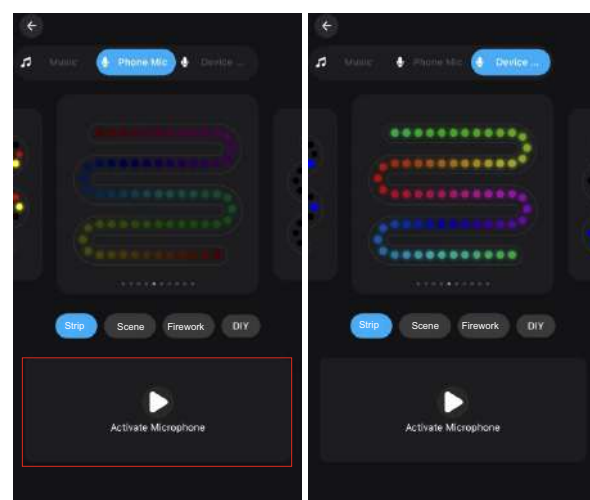 Music Phone Mic Device ...
Strip Scene Firework DIY
Activate Microphone
Music Phone Mic Device ...
Strip Scene Firework DIY
Activate Microphone